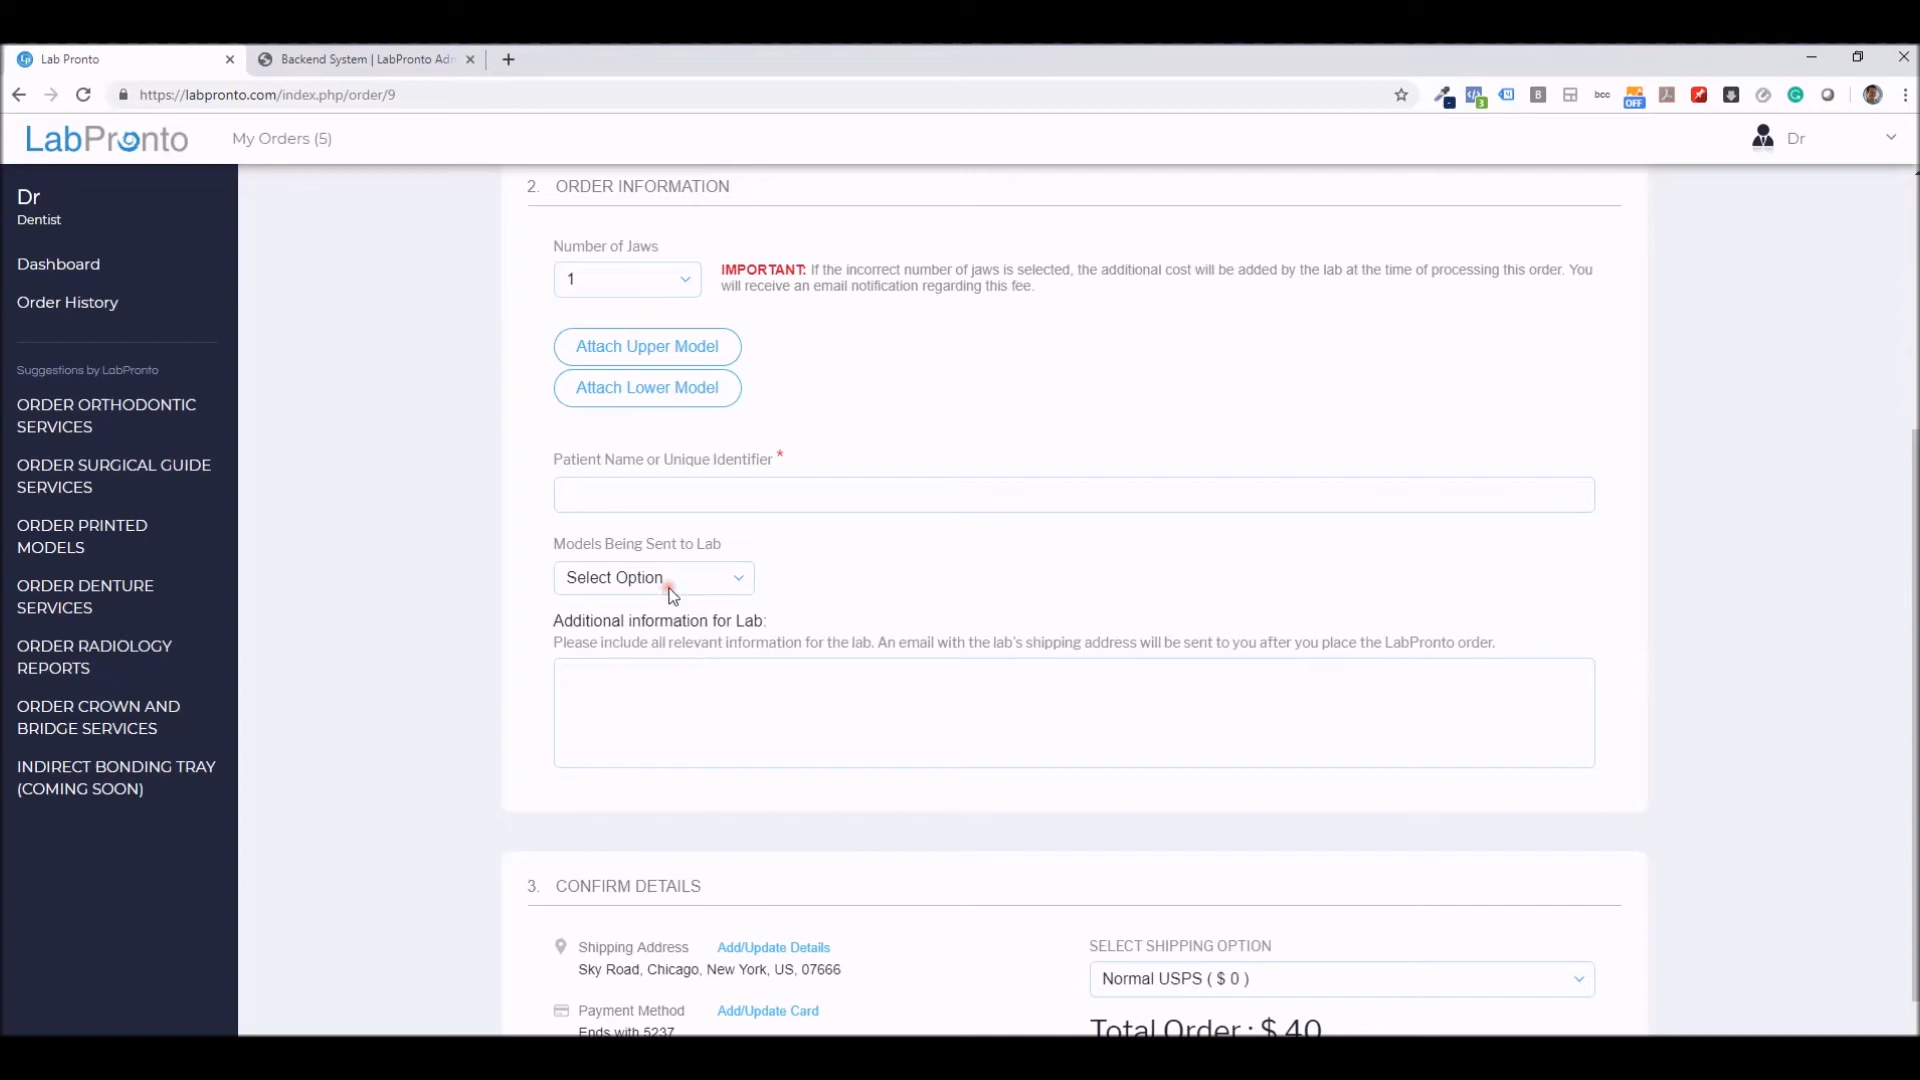 Lab Pronto
Backend System | LabPronto Adm
https://labpronto.com/index.php/order/9
B
3
bcc
OFF
LabPronto
My Orders (5)
Dr
Dr
Dentist
Dashboard
Order History
Suggestions by LabPronto
ORDER ORTHODONTIC
SERVICES
ORDER SURGICAL GUIDE
SERVICES
ORDER PRINTED
MODELS
ORDER DENTURE
SERVICES
ORDER RADIOLOGY
REPORTS
ORDER CROWN AND
BRIDGE SERVICES
INDIRECT BONDING TRAY
(COMING SOON)
2. ORDER INFORMATION
Number of Jaws
1
IMPORTANT: If the incorrect number of jaws is selected, the additional cost will be added by the lab at the time of processing this order. You
will receive an email notification regarding this fee.
Attach Upper Model
Attach Lower Model
Patient Name or Unique Identifier *
Models Being Sent to Lab
Select Option
Additional information for Lab:
Please include all relevant information for the lab. An email with the lab's shipping address will be sent to you after you place the LabPronto order.
3. CONFIRM DETAILS
Shipping Address Add/Update Details
Sky Road, Chicago, New York, US, 07666
Payment Method Add/Update Card
Ends with 5237
SELECT SHIPPING OPTION
Normal USPS ( $ 0 )
Total Order : $ 40